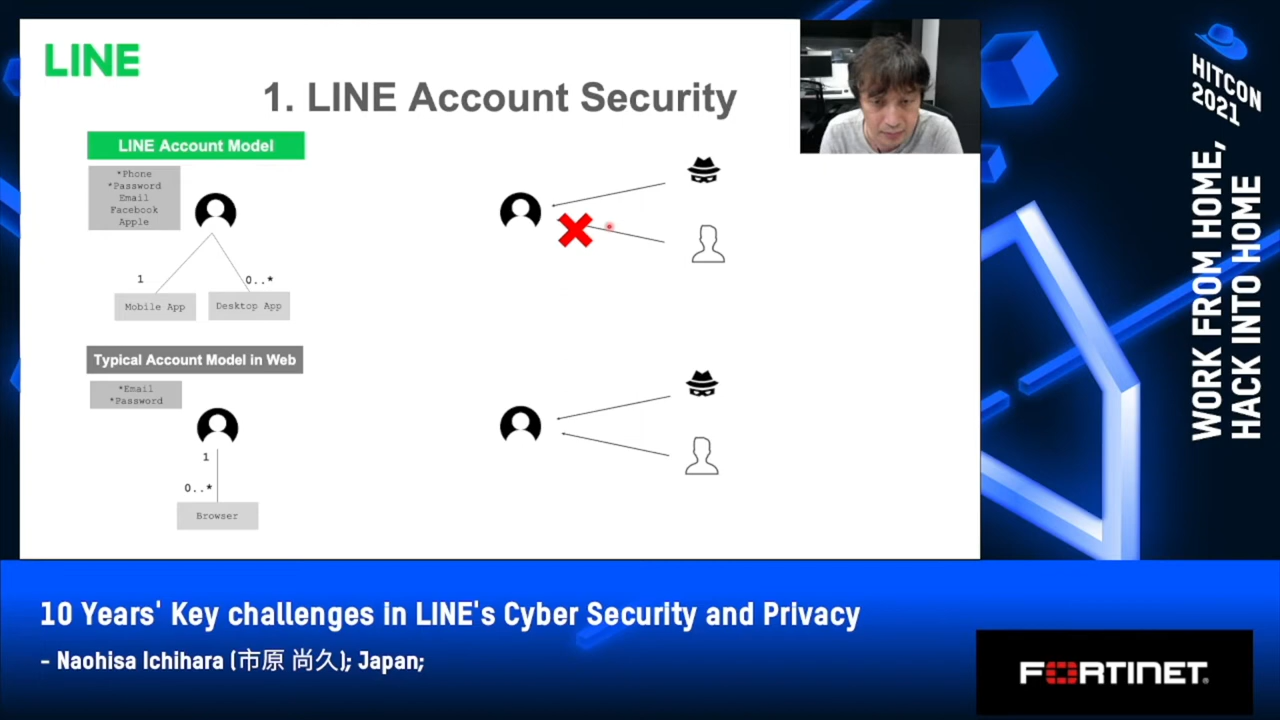 LINE
1. LINE Account Security
LINE Account Model
*Phone
*Password
Email
Facebook
Apple
1
0..*
Mobile App
Desktop App
Typical Account Model in Web
*Email
*Password
1
0..*
Browser
HITCON
2021
WORK FROM HOME,
HACK INTO HOME
10 Years' Key challenges in LINE's Cyber Security and Privacy
- Naohisa Ichihara (市原 尚久); Japan;
FORTINET®